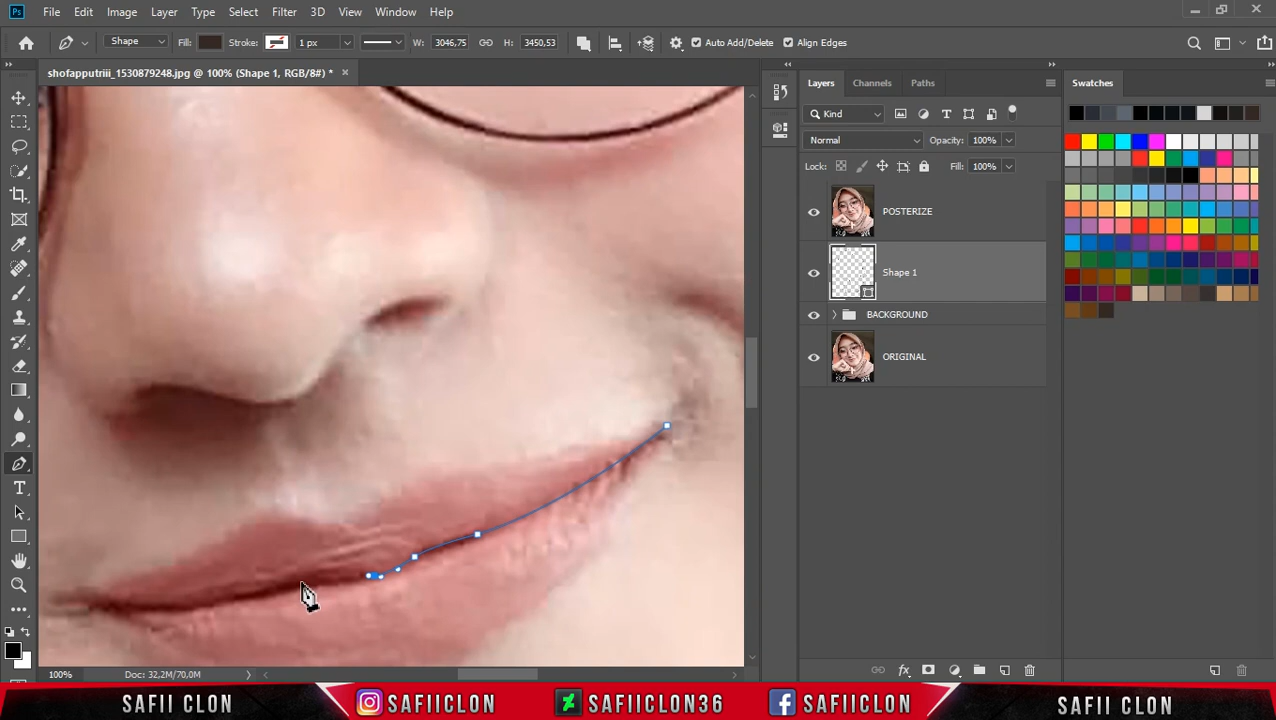 Ps File Edit Image Layer Type Select Filter 3D View Window Help
Shape Fill: Stroke: 1 px W: 3046,75 H: 3450,53 Auto Add/Delete Align Edges
shofapputriii_1530879248.jpg @ 100% (Shape 1, RGB/8#) *
Layers Channels Paths
Swatches
Kind
Normal Opacity: 100%
Lock: Fill: 100%
POSTERIZE
Shape 1
BACKGROUND
ORIGINAL
100% Doc: 32,2M/70,0M
SAFII CLON SAFIICLON SAFIICLON36 SAFIICLON SAFII CLON